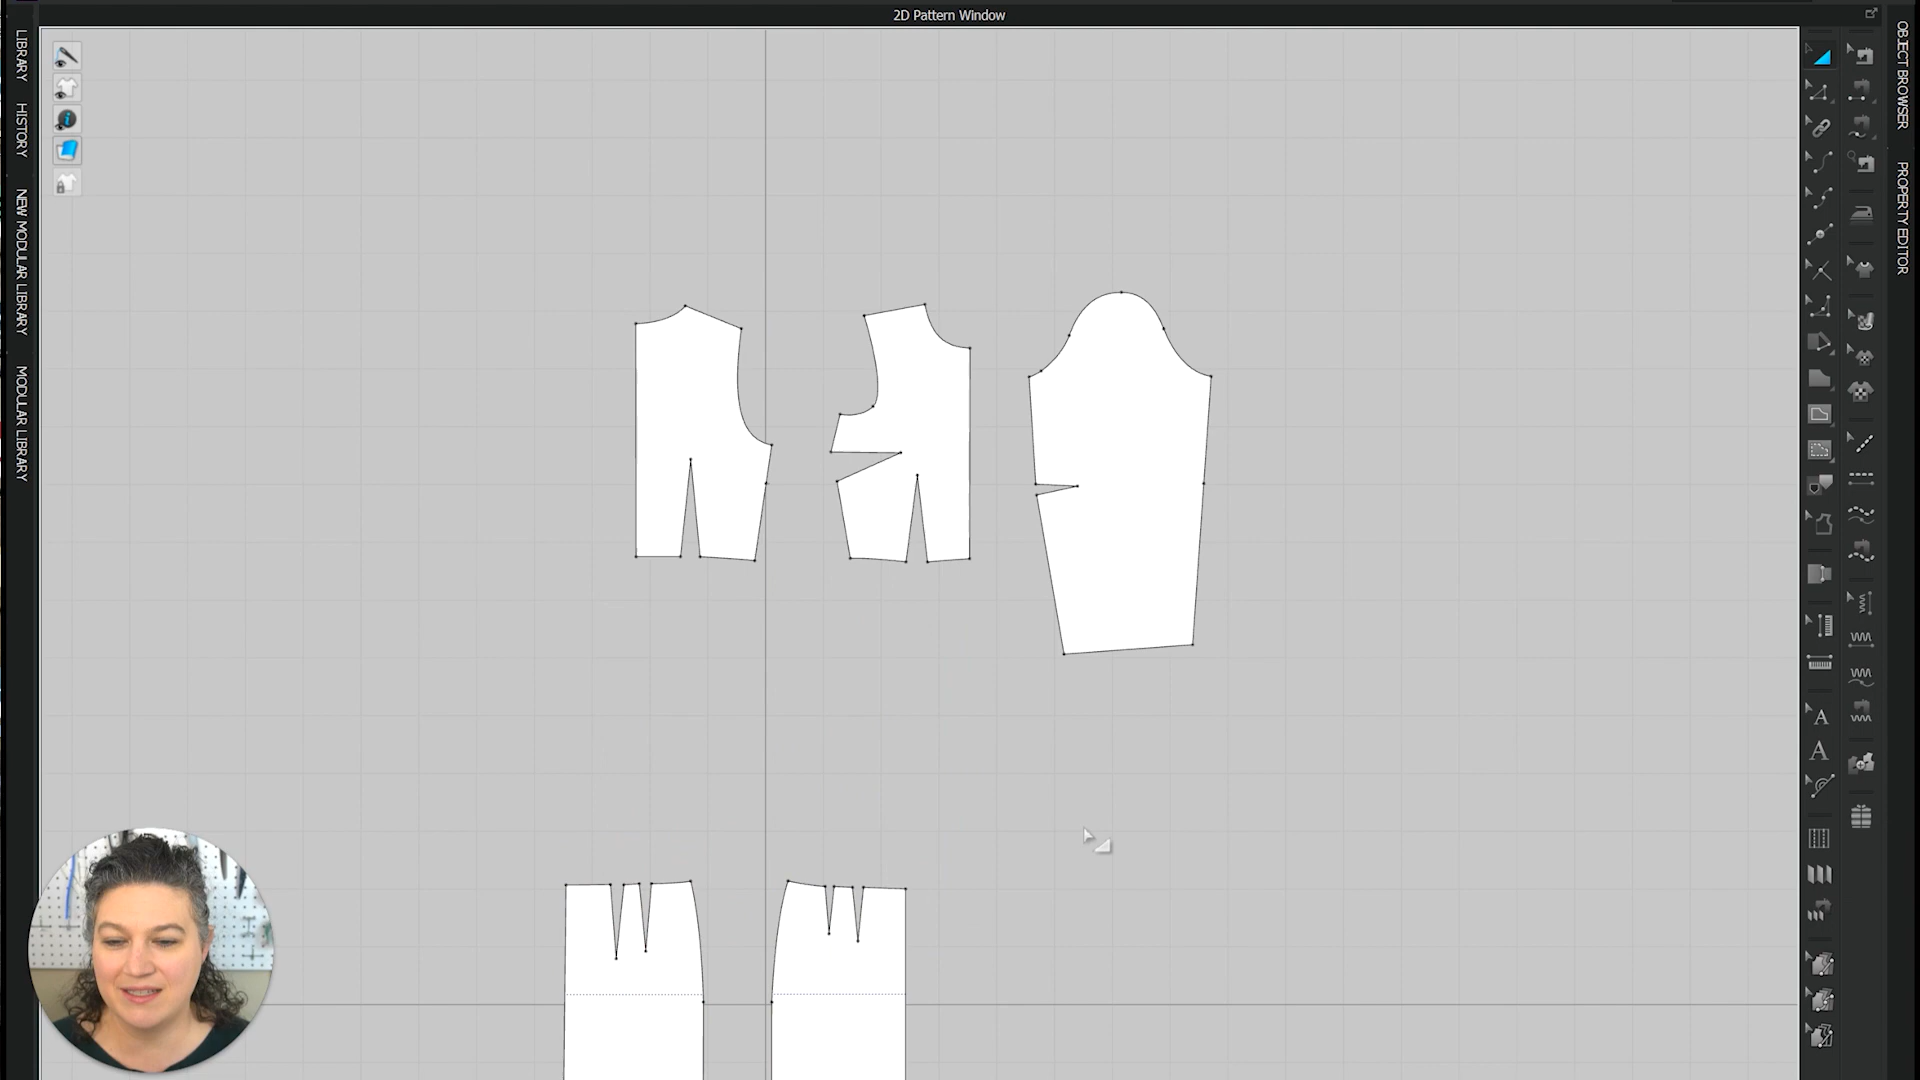 2D Pattern Window
LIBRARY
HISTORY
NEW MODULAR LIBRARY
MODULAR LIBRARY
OBJECT BROWSER
PROPERTY EDITOR
A
A